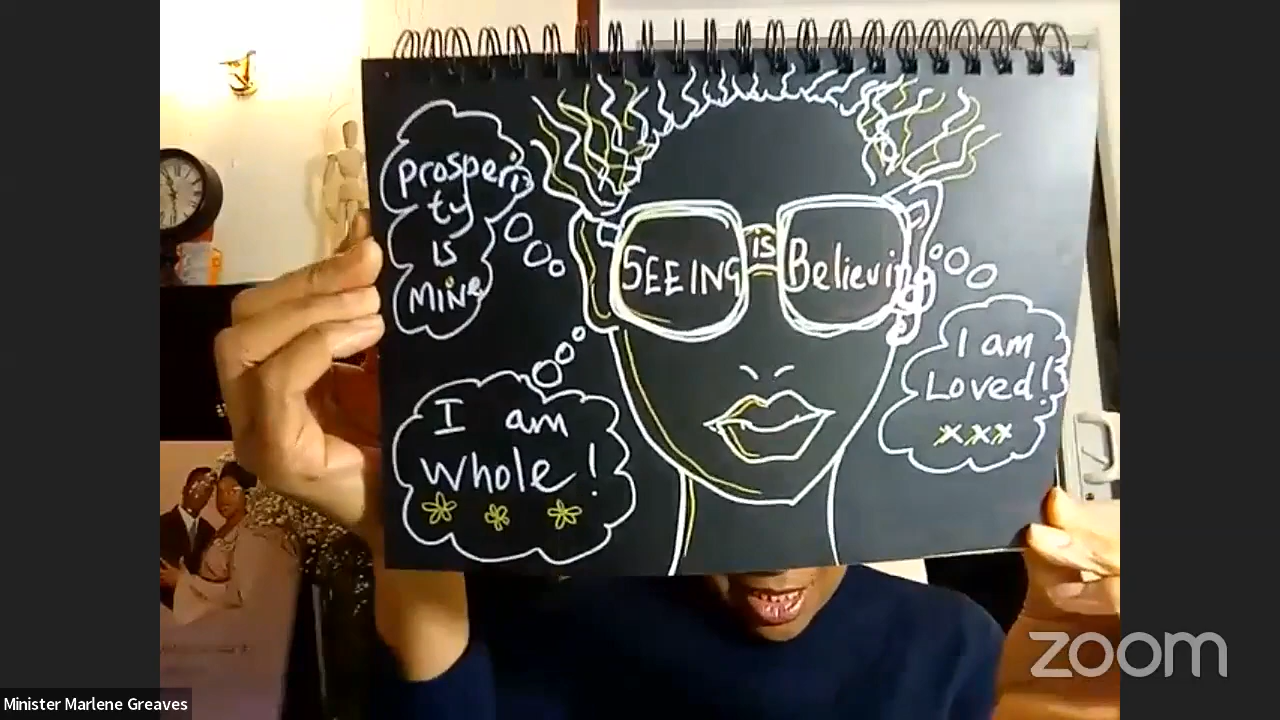 prosperi
ty
is
MINE
SEEING
is
Believing
I am
Loved!
xxx
I am
Whole!
zoom
Minister Marlene Greaves